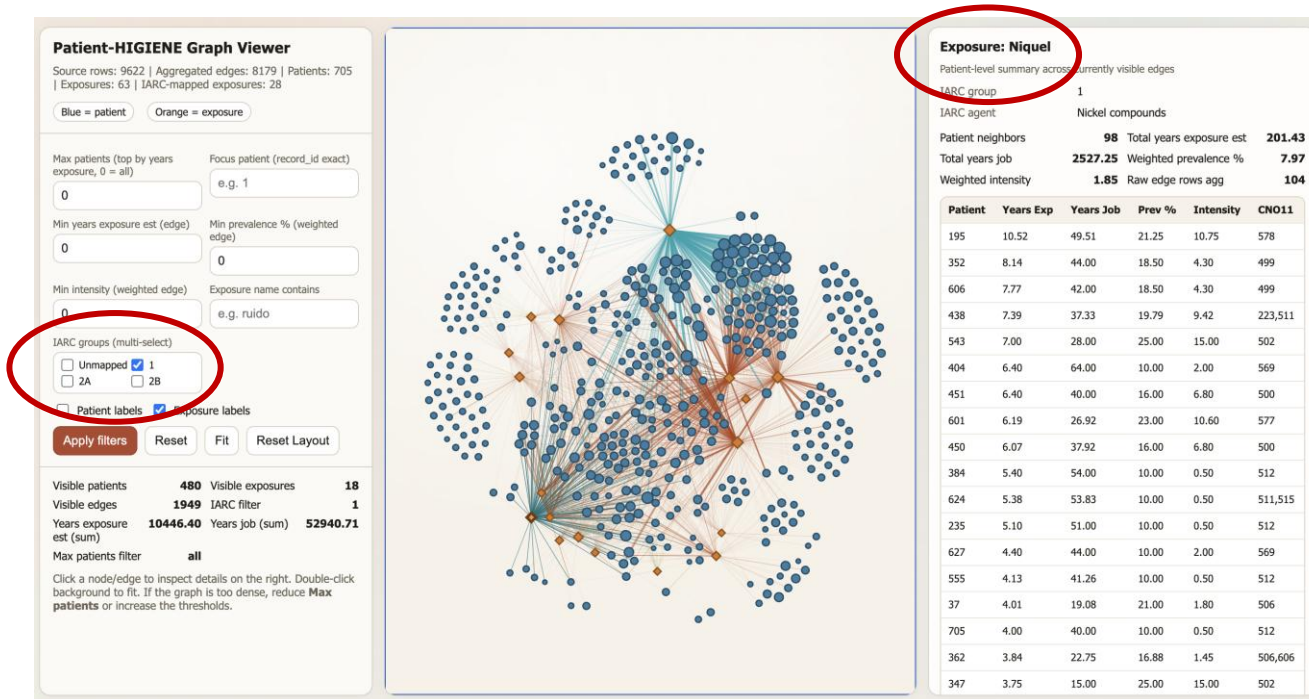 Patient-HIGIENE Graph Viewer
Source rows: 9622 | Aggregated edges: 8179 | Patients: 705
| Exposures: 63 | IARC-mapped exposures: 28
Blue = patient Orange = exposure
Max patients (top by years exposure, 0 = all)
0
Focus patient (record_id exact)
e.g. 1
Min years exposure est (edge)
0
Min prevalence % (weighted edge)
0
Min intensity (weighted edge)
0
Exposure name contains
e.g. ruido
IARC groups (multi-select)
Unmapped 1
2A 2B
Patient labels Exposure labels
Apply filters Reset Fit Reset Layout
Visible patients 480 Visible exposures 18
Visible edges 1949 IARC filter 1
Years exposure est (sum) 10446.40 Years job (sum) 52940.71
Max patients filter all
Click a node/edge to inspect details on the right. Double-click
background to fit. If the graph is too dense, reduce Max
patients or increase the thresholds.
Exposure: Niquel
Patient-level summary across currently visible edges
IARC group 1
IARC agent Nickel compounds
Patient neighbors 98 Total years exposure est 201.43
Total years job 2527.25 Weighted prevalence % 7.97
Weighted intensity 1.85 Raw edge rows agg 104
Patient Years Exp Years Job Prev % Intensity CNO11
195 10.52 49.51 21.25 10.75 578
352 8.14 44.00 18.50 4.30 499
606 7.77 42.00 18.50 4.30 499
438 7.39 37.33 19.79 9.42 223,511
543 7.00 28.00 25.00 15.00 502
404 6.40 64.00 10.00 2.00 569
451 6.40 40.00 16.00 6.80 500
601 6.19 26.92 23.00 10.60 577
450 6.07 37.92 16.00 6.80 500
384 5.40 54.00 10.00 0.50 512
624 5.38 53.83 10.00 0.50 511,515
235 5.10 51.00 10.00 0.50 512
627 4.40 44.00 10.00 2.00 569
555 4.13 41.26 10.00 0.50 512
37 4.01 19.08 21.00 1.80 506
705 4.00 40.00 10.00 0.50 512
362 3.84 22.75 16.88 1.45 506,606
347 3.75 15.00 25.00 15.00 502